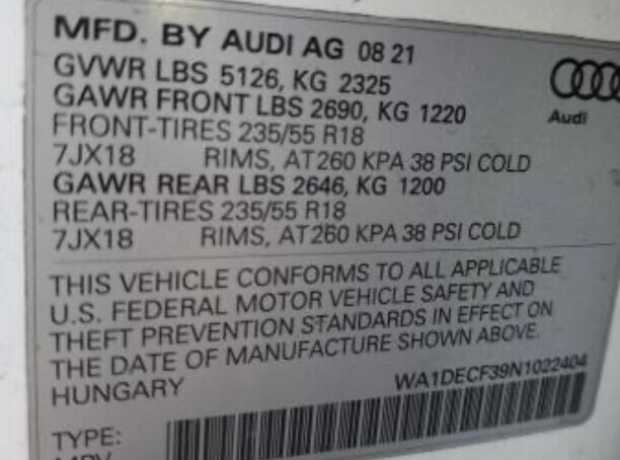 MFD. BY AUDI AG 08 21
GVWR LBS 5126, KG 2325
GAWR FRONT LBS 2690, KG 1220
FRONT-TIRES 235/55 R18
7JX18 RIMS, AT260 KPA 38 PSI COLD
GAWR REAR LBS 2646, KG 1200
REAR-TIRES 235/55 R18
7JX18 RIMS, AT260 KPA 38 PSI COLD
Audi
THIS VEHICLE CONFORMS TO ALL APPLICABLE
U.S. FEDERAL MOTOR VEHICLE SAFETY AND
THEFT PREVENTION STANDARDS IN EFFECT ON
THE DATE OF MANUFACTURE SHOWN ABOVE.
HUNGARY WA1DECF39N1022404
TYPE: